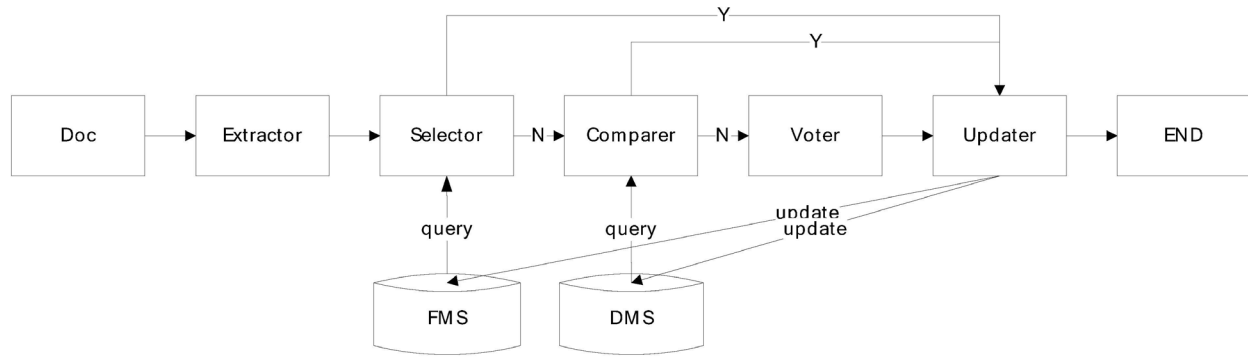 Y
Y
Doc Extractor Selector N Comparer N Voter Updater END
update
query query update
FMS DMS